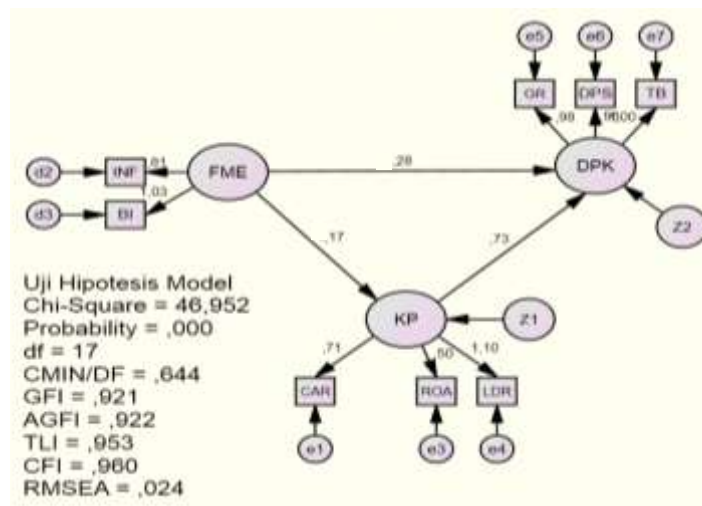 e5
e6
e7
GR
DPS
TB
,98
1,00
d2
INF
,81
FME
,28
DPK
d3
BI
1,03
Z2
,17
,73
Uji Hipotesis Model
Chi-Square = 46,952
Probability = ,000
df = 17
CMIN/DF = ,644
GFI = ,921
AGFI = ,922
TLI = ,953
CFI = ,960
RMSEA = ,024
KP
Z1
,71
,50
1,10
CAR
ROA
LDR
e1
e3
e4